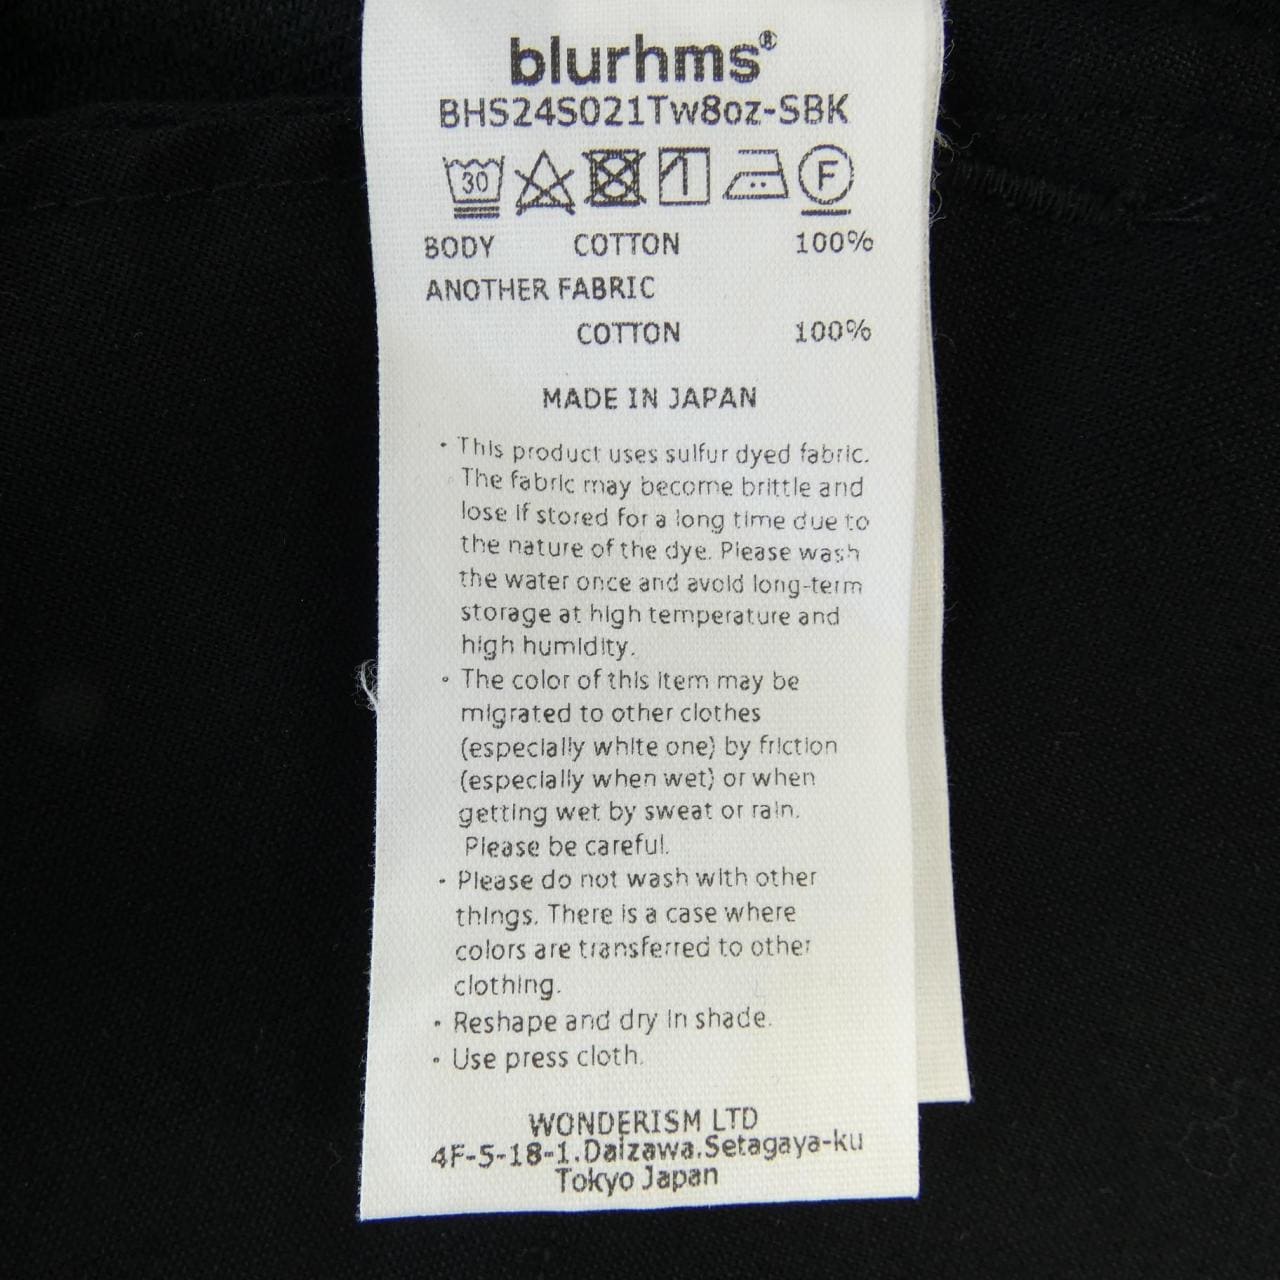 blurhms®
BHS24S021Tw8oz-SBK
30 F
BODY COTTON 100%
ANOTHER FABRIC
COTTON 100%
MADE IN JAPAN
• This product uses sulfur dyed fabric.
The fabric may become brittle and
lose if stored for a long time due to
the nature of the dye. Please wash
the water once and avoid long-term
storage at high temperature and
high humidity.
• The color of this item may be
migrated to other clothes
(especially white one) by friction
(especially when wet) or when
getting wet by sweat or rain.
Please be careful.
• Please do not wash with other
things. There is a case where
colors are transferred to other
clothing.
• Reshape and dry in shade.
• Use press cloth.
WONDERISM LTD
4F-5-18-1.Daizawa.Setagaya-ku
Tokyo Japan